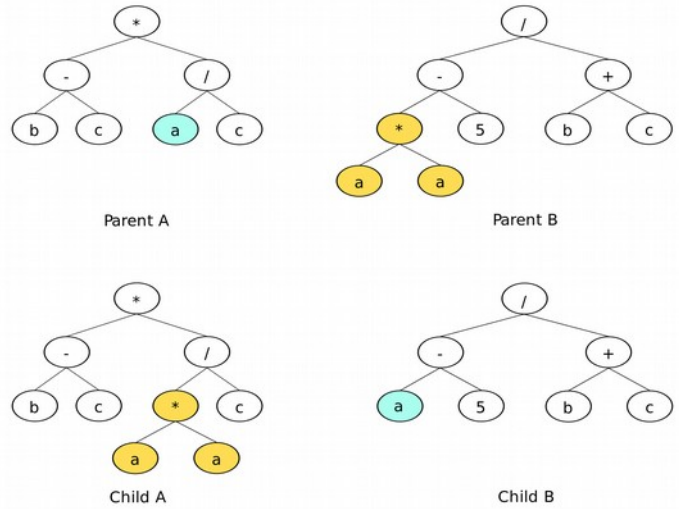 * /
- / - +
b c a c * 5 b c
a a
Parent A Parent B
* /
- / - +
b c * c a 5 b c
a a
Child A Child B